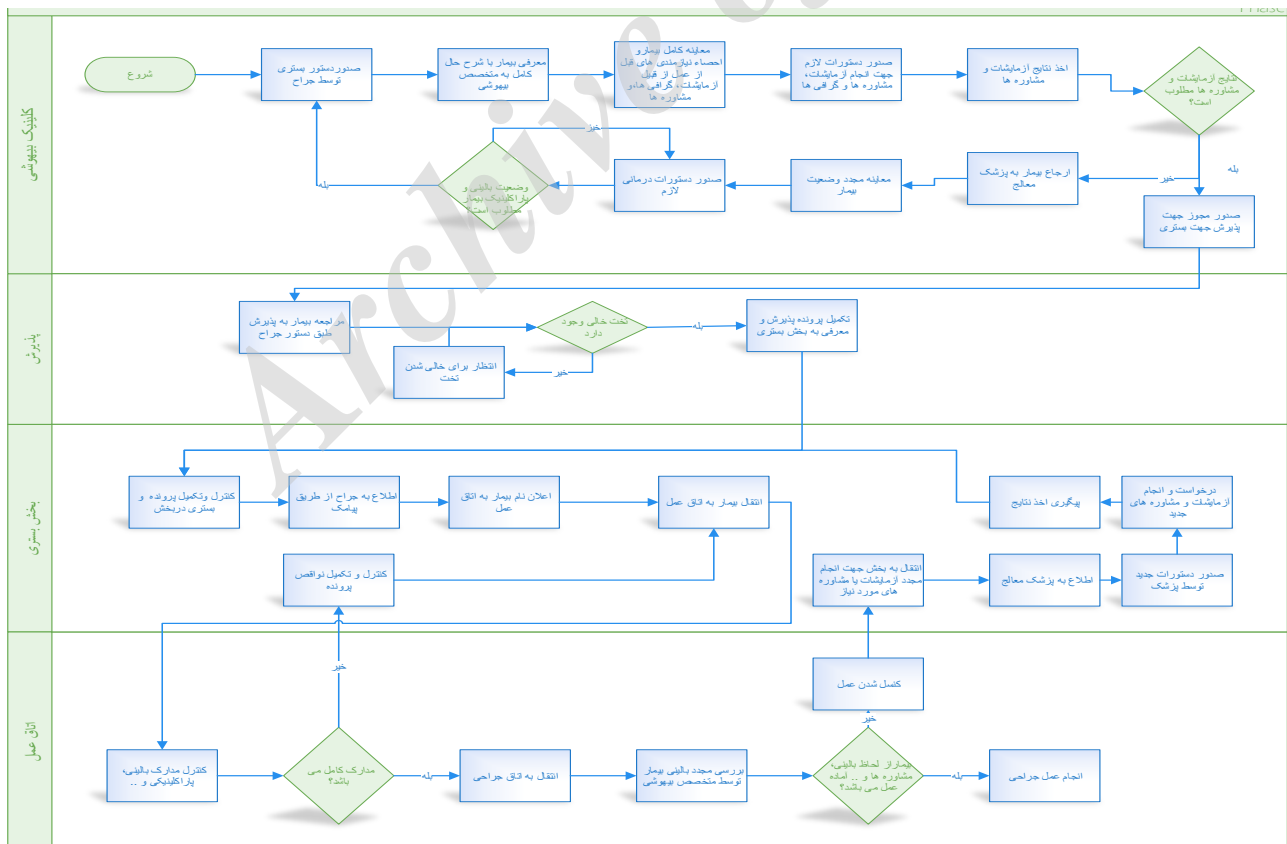 کلینیک بیهوشی
شروع
صدوردستور بستری
توسط جراح
معرفی بیمار با شرح حال
کامل به متخصص
بیهوشی
معاینه کامل بیمار و
احصاء نیازمندی های قبل
از عمل از قبیل
آزمایشات، گرافی ها، و
مشاوره ها
صدور دستورات لازم
جهت انجام آزمایشات،
مشاوره ها و گرافی ها
اخذ نتایج آزمایشات و
مشاوره ها
نتایج آزمایشات و
مشاوره ها مطلوب
است؟
بله
خیر
صدور مجوز جهت
پذیرش جهت بستری
ارجاع بیمار به پزشک
معالج
معاینه مجدد وضعیت
بیمار
صدور دستورات درمانی
لازم
خیر
وضعیت بالینی و
پاراکلینیک بیمار
مطلوب است؟
بله
پذیرش
مراجعه بیمار به پذیرش
طبق دستور جراح
تخت خالی وجود
دارد
بله
خیر
انتظار برای خالی شدن
تخت
تکمیل پرونده پذیرش و
معرفی به بخش بستری
بخش بستری
کنترل وتکمیل پرونده و
بستری دربخش
اطلاع به جراح از طریق
پیامک
اعلان نام بیمار به اتاق
عمل
انتقال بیمار به اتاق عمل
پیگیری اخذ نتایج
درخواست و انجام
آزمایشات و مشاوره های
جدید
کنترل و تکمیل نواقص
پرونده
انتقال به بخش جهت انجام
مجدد آزمایشات یا مشاوره
های مورد نیاز
اطلاع به پزشک معالج
صدور دستورات جدید
توسط پزشک
اتاق عمل
خیر
کنسل شدن عمل
خیر
کنترل مدارک بالینی،
پاراکلینیکی و ..
مدارک کامل می
باشد؟
بله
انتقال به اتاق جراحی
بررسی مجدد بالینی بیمار
توسط متخصص بیهوشی
بیمار از لحاظ بالینی،
مشاوره ها و .. آماده
عمل می باشد؟
بله
انجام عمل جراحی